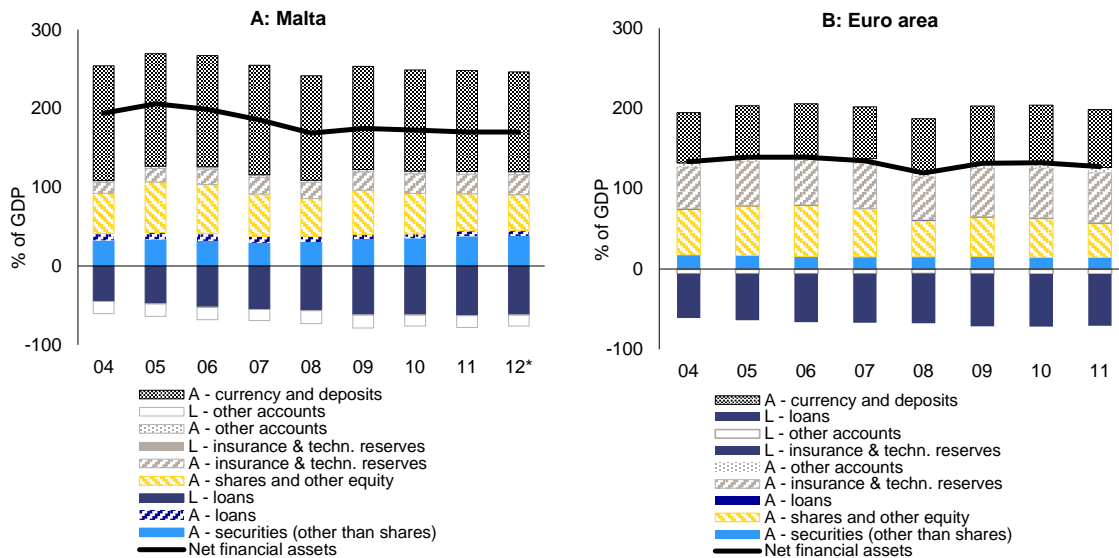 A: Malta
300
200
100
0
-100
% of GDP
04 05 06 07 08 09 10 11 12*
A - currency and deposits
L - other accounts
A - other accounts
L - insurance & techn. reserves
A - insurance & techn. reserves
A - shares and other equity
L - loans
A - loans
A - securities (other than shares)
Net financial assets
B: Euro area
300
200
100
0
-100
% of GDP
04 05 06 07 08 09 10 11
A - currency and deposits
L - loans
L - other accounts
L - insurance & techn. reserves
A - other accounts
A - insurance & techn. reserves
A - loans
A - shares and other equity
A - securities (other than shares)
Net financial assets